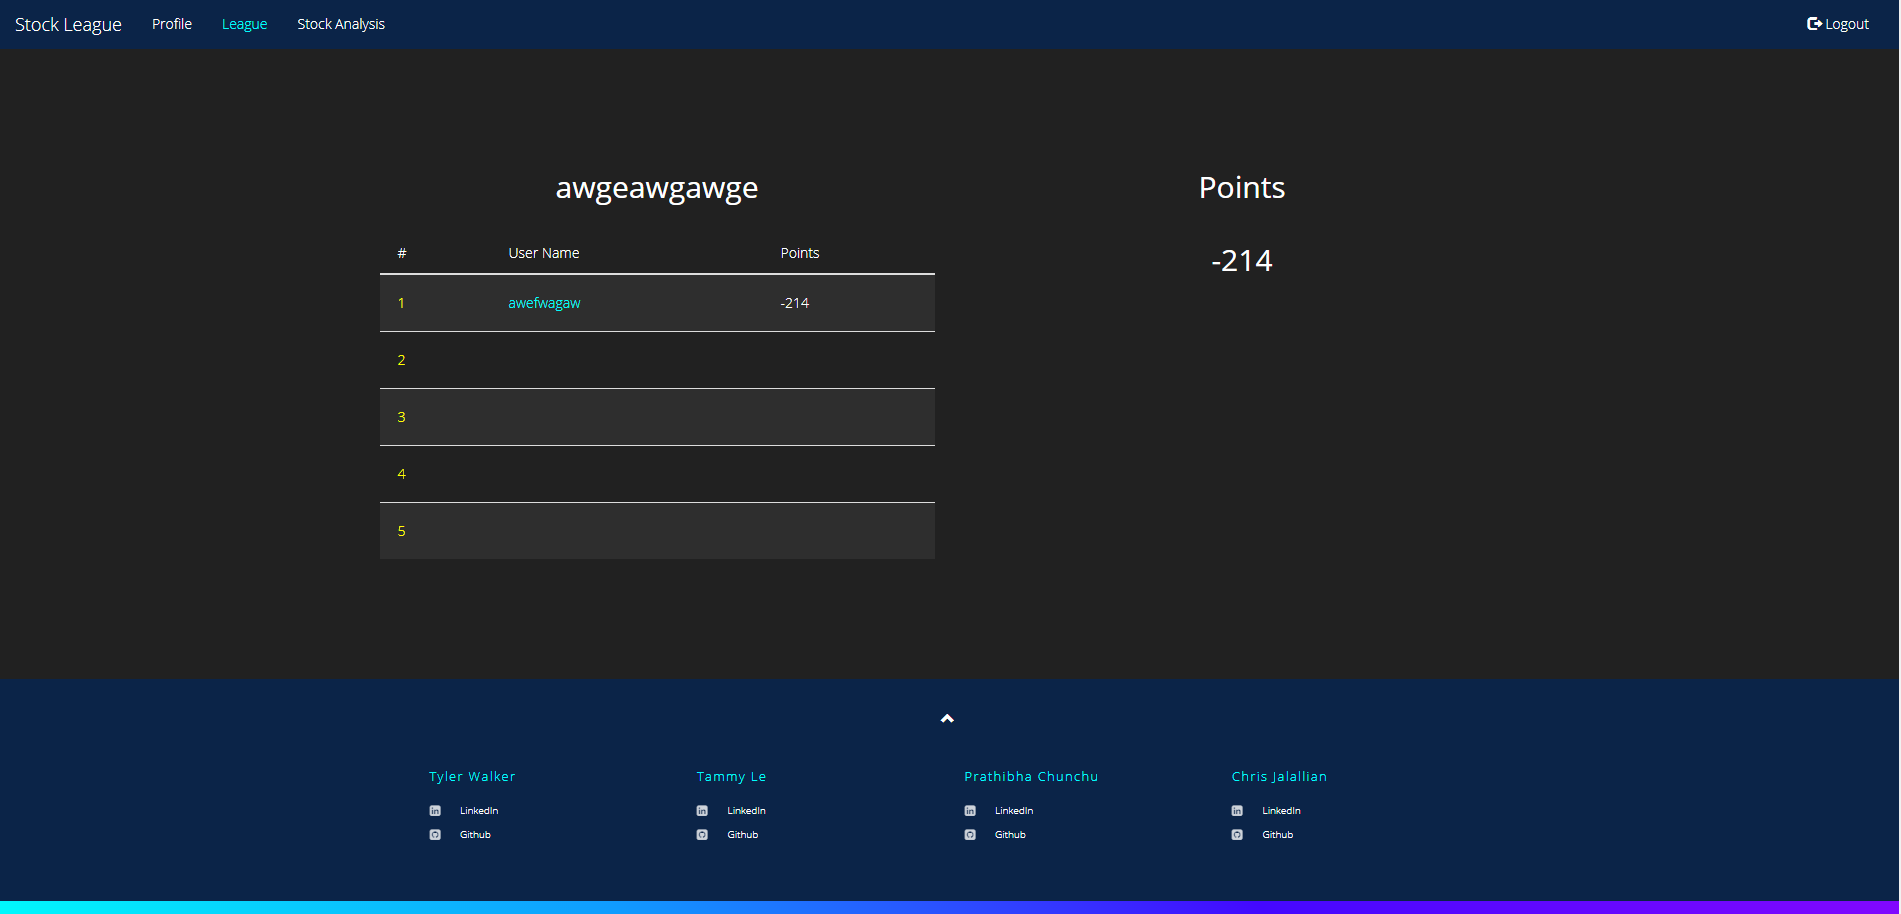 Stock League Profile League Stock Analysis Logout
awgeawgawge
Points
# User Name Points
-214
1 awefwagaw -214
2
3
4
5
Tyler Walker Tammy Le Prathibha Chunchu Chris Jalallian
LinkedIn LinkedIn LinkedIn LinkedIn
Github Github Github Github